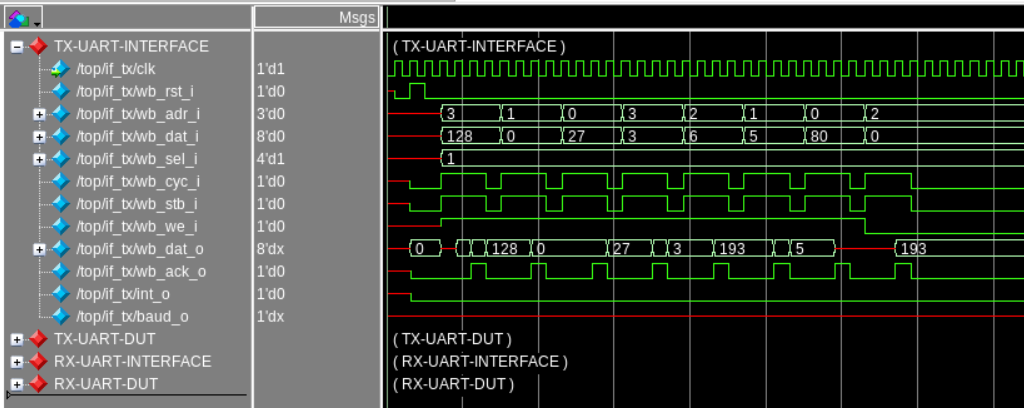 Msgs
TX-UART-INTERFACE ( TX-UART-INTERFACE )
/top/if_tx/clk 1'd1
/top/if_tx/wb_rst_i 1'd0
/top/if_tx/wb_adr_i 3'd0 3 1 0 3 2 1 0 2
/top/if_tx/wb_dat_i 8'd0 128 0 27 3 6 5 80 0
/top/if_tx/wb_sel_i 4'd1 1
/top/if_tx/wb_cyc_i 1'd0
/top/if_tx/wb_stb_i 1'd0
/top/if_tx/wb_we_i 1'd0
/top/if_tx/wb_dat_o 8'dx 0 128 0 27 3 193 5 193
/top/if_tx/wb_ack_o 1'd0
/top/if_tx/int_o 1'd0
/top/if_tx/baud_o 1'dx
TX-UART-DUT ( TX-UART-DUT )
RX-UART-INTERFACE ( RX-UART-INTERFACE )
RX-UART-DUT ( RX-UART-DUT )